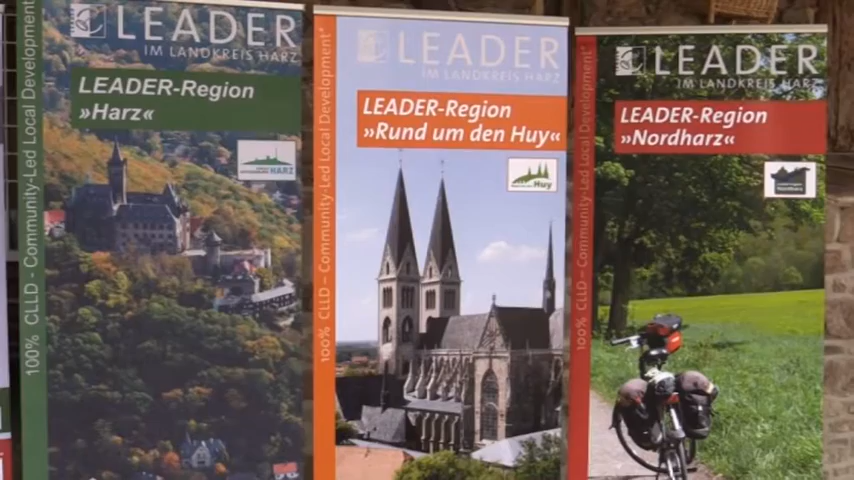 LEADER
IM LANDKREIS HARZ
LEADER-Region
»Harz«
HARZ
100% CLLD - Community-Led Local Development"
LEADER
IM LANDKREIS HARZ
LEADER-Region
»Rund um den Huy«
Huy
100% CLLD – Community-Led Local Development"
LEADER
IM LANDKREIS HARZ
LEADER-Region
»Nordharz«
Nordharz
100% CLLD – Community-Led Local Development"